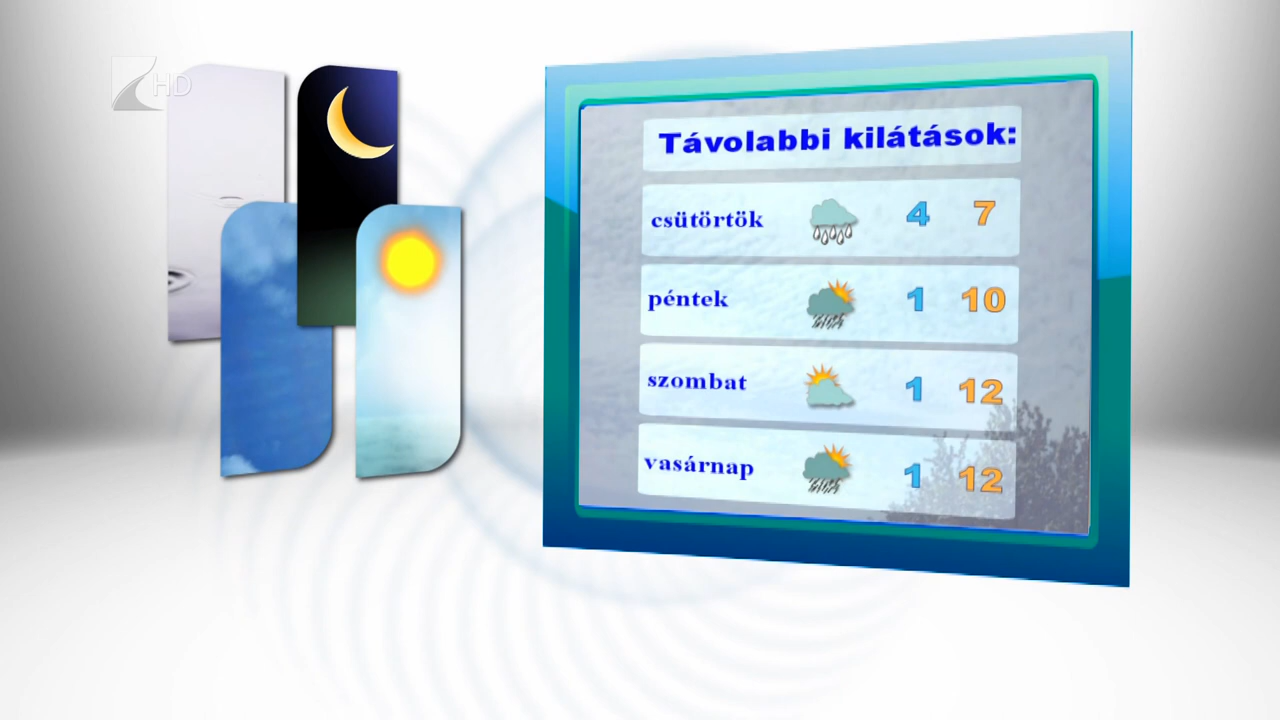 HD
Távolabbi kilátások:
csütörtök 4 7
péntek 1 10
szombat 1 12
vasárnap 1 12